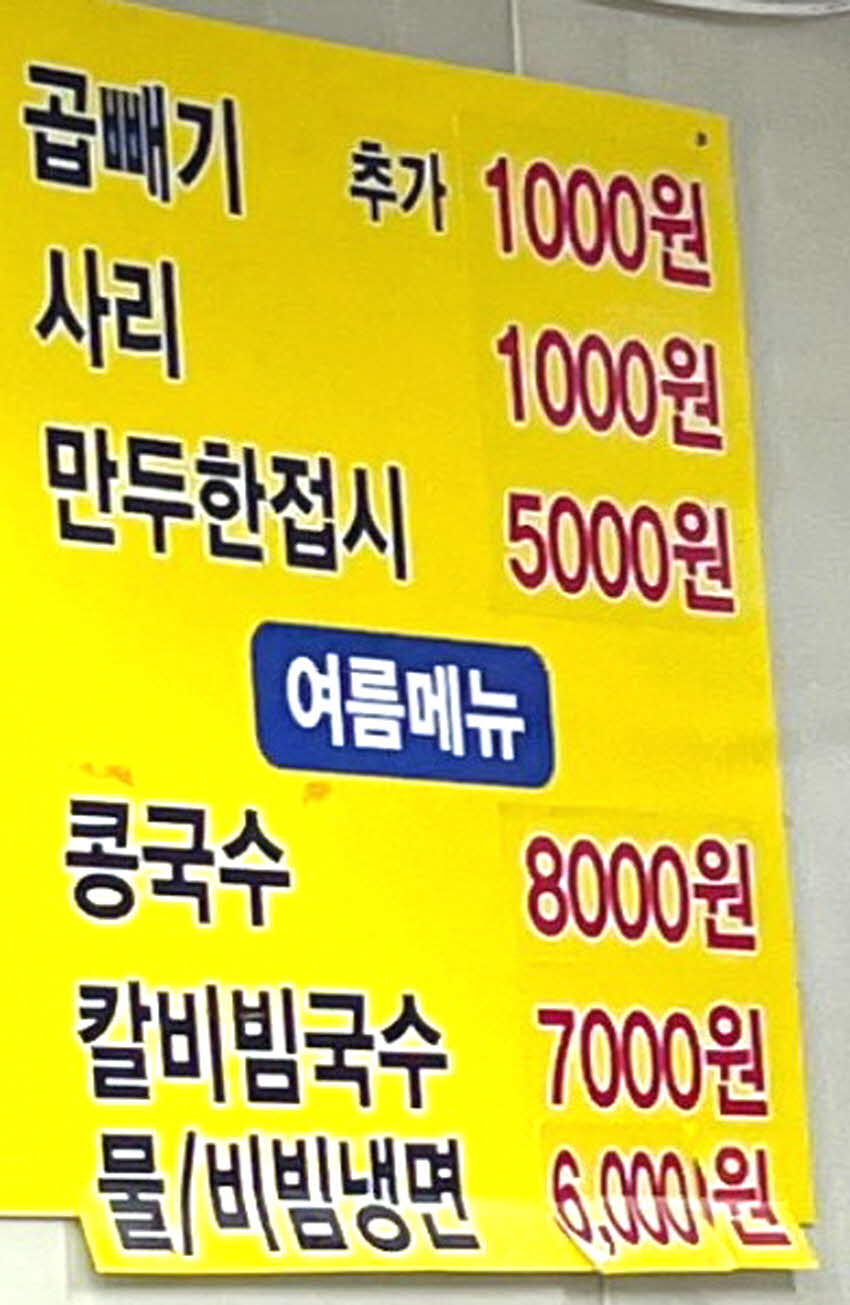 곱빼기 추가 1000원
사리 1000원
만두한접시 5000원
여름메뉴
콩국수 8000원
칼비빔국수 7000원
물/비빔냉면 6,000원